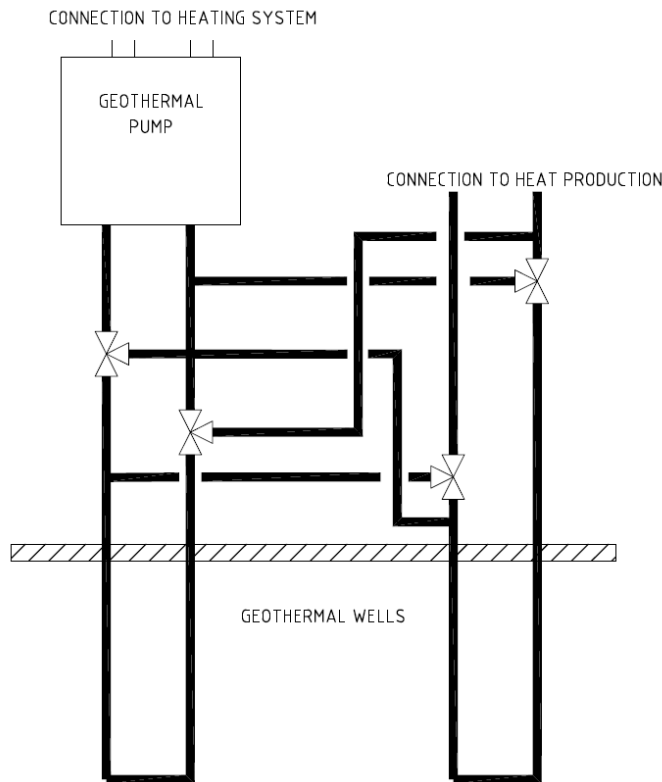 CONNECTION TO HEATING SYSTEM
GEOTHERMAL
PUMP
CONNECTION TO HEAT PRODUCTION
GEOTHERMAL WELLS